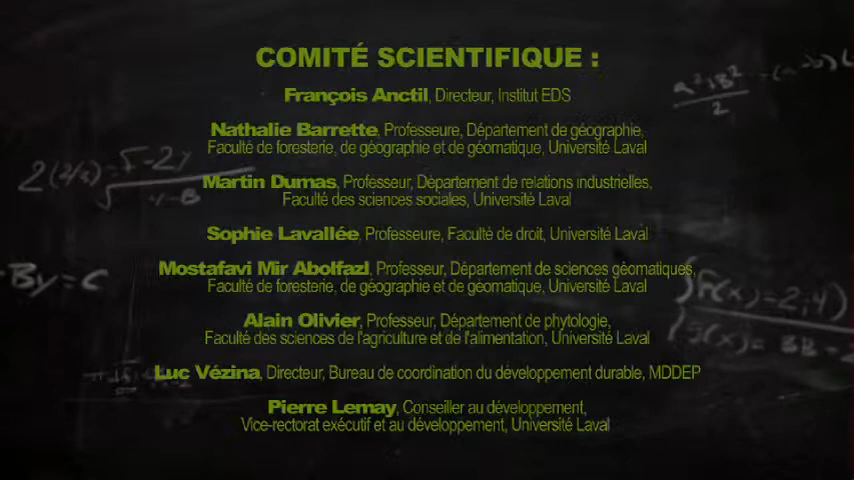 COMITÉ SCIENTIFIQUE :
François Anctil, Directeur, Institut EDS
Nathalie Barrette, Professeure, Département de géographie,
Faculté de foresterie, de géographie et de géomatique, Université Laval
Martin Dumas, Professeur, Département de relations industrielles,
Faculté des sciences sociales, Université Laval
Sophie Lavallée, Professeure, Faculté de droit, Université Laval
Mostafavi Mir Abolfazl, Professeur, Département de sciences géomatiques,
Faculté de foresterie, de géographie et de géomatique, Université Laval
Alain Olivier, Professeur, Département de phytologie,
Faculté des sciences de l'agriculture et de l'alimentation, Université Laval
Luc Vézina, Directeur, Bureau de coordination du développement durable, MDDEP
Pierre Lemay, Conseiller au développement,
Vice-rectorat exécutif et au développement, Université Laval
By = C